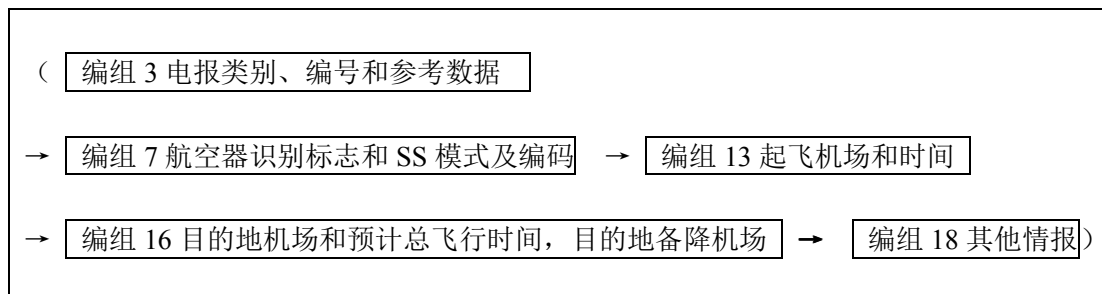 （ 编组 3 电报类别、编号和参考数据
→ 编组 7 航空器识别标志和 SS 模式及编码 → 编组 13 起飞机场和时间
→ 编组 16 目的地机场和预计总飞行时间，目的地备降机场 → 编组 18 其他情报）